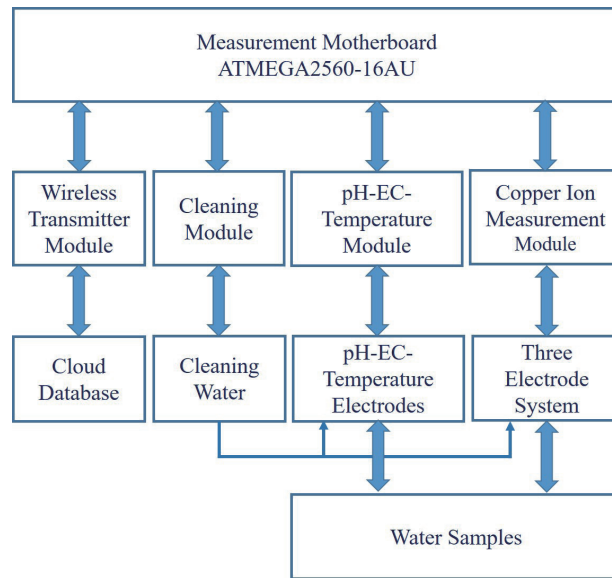 Measurement Motherboard
ATMEGA2560-16AU
Wireless
Transmitter
Module
Cleaning
Module
pH-EC-
Temperature
Module
Copper Ion
Measurement
Module
Cloud
Database
Cleaning
Water
pH-EC-
Temperature
Electrodes
Three
Electrode
System
Water Samples